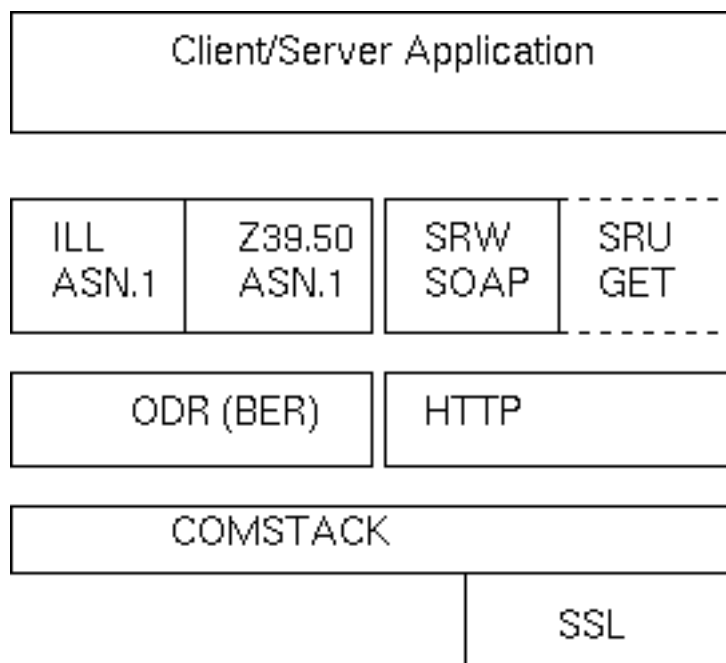 Client/Server Application
ILL
ASN.1
Z39.50
ASN.1
SRW
SOAP
SRU
GET
ODR (BER)
HTTP
COMSTACK
SSL